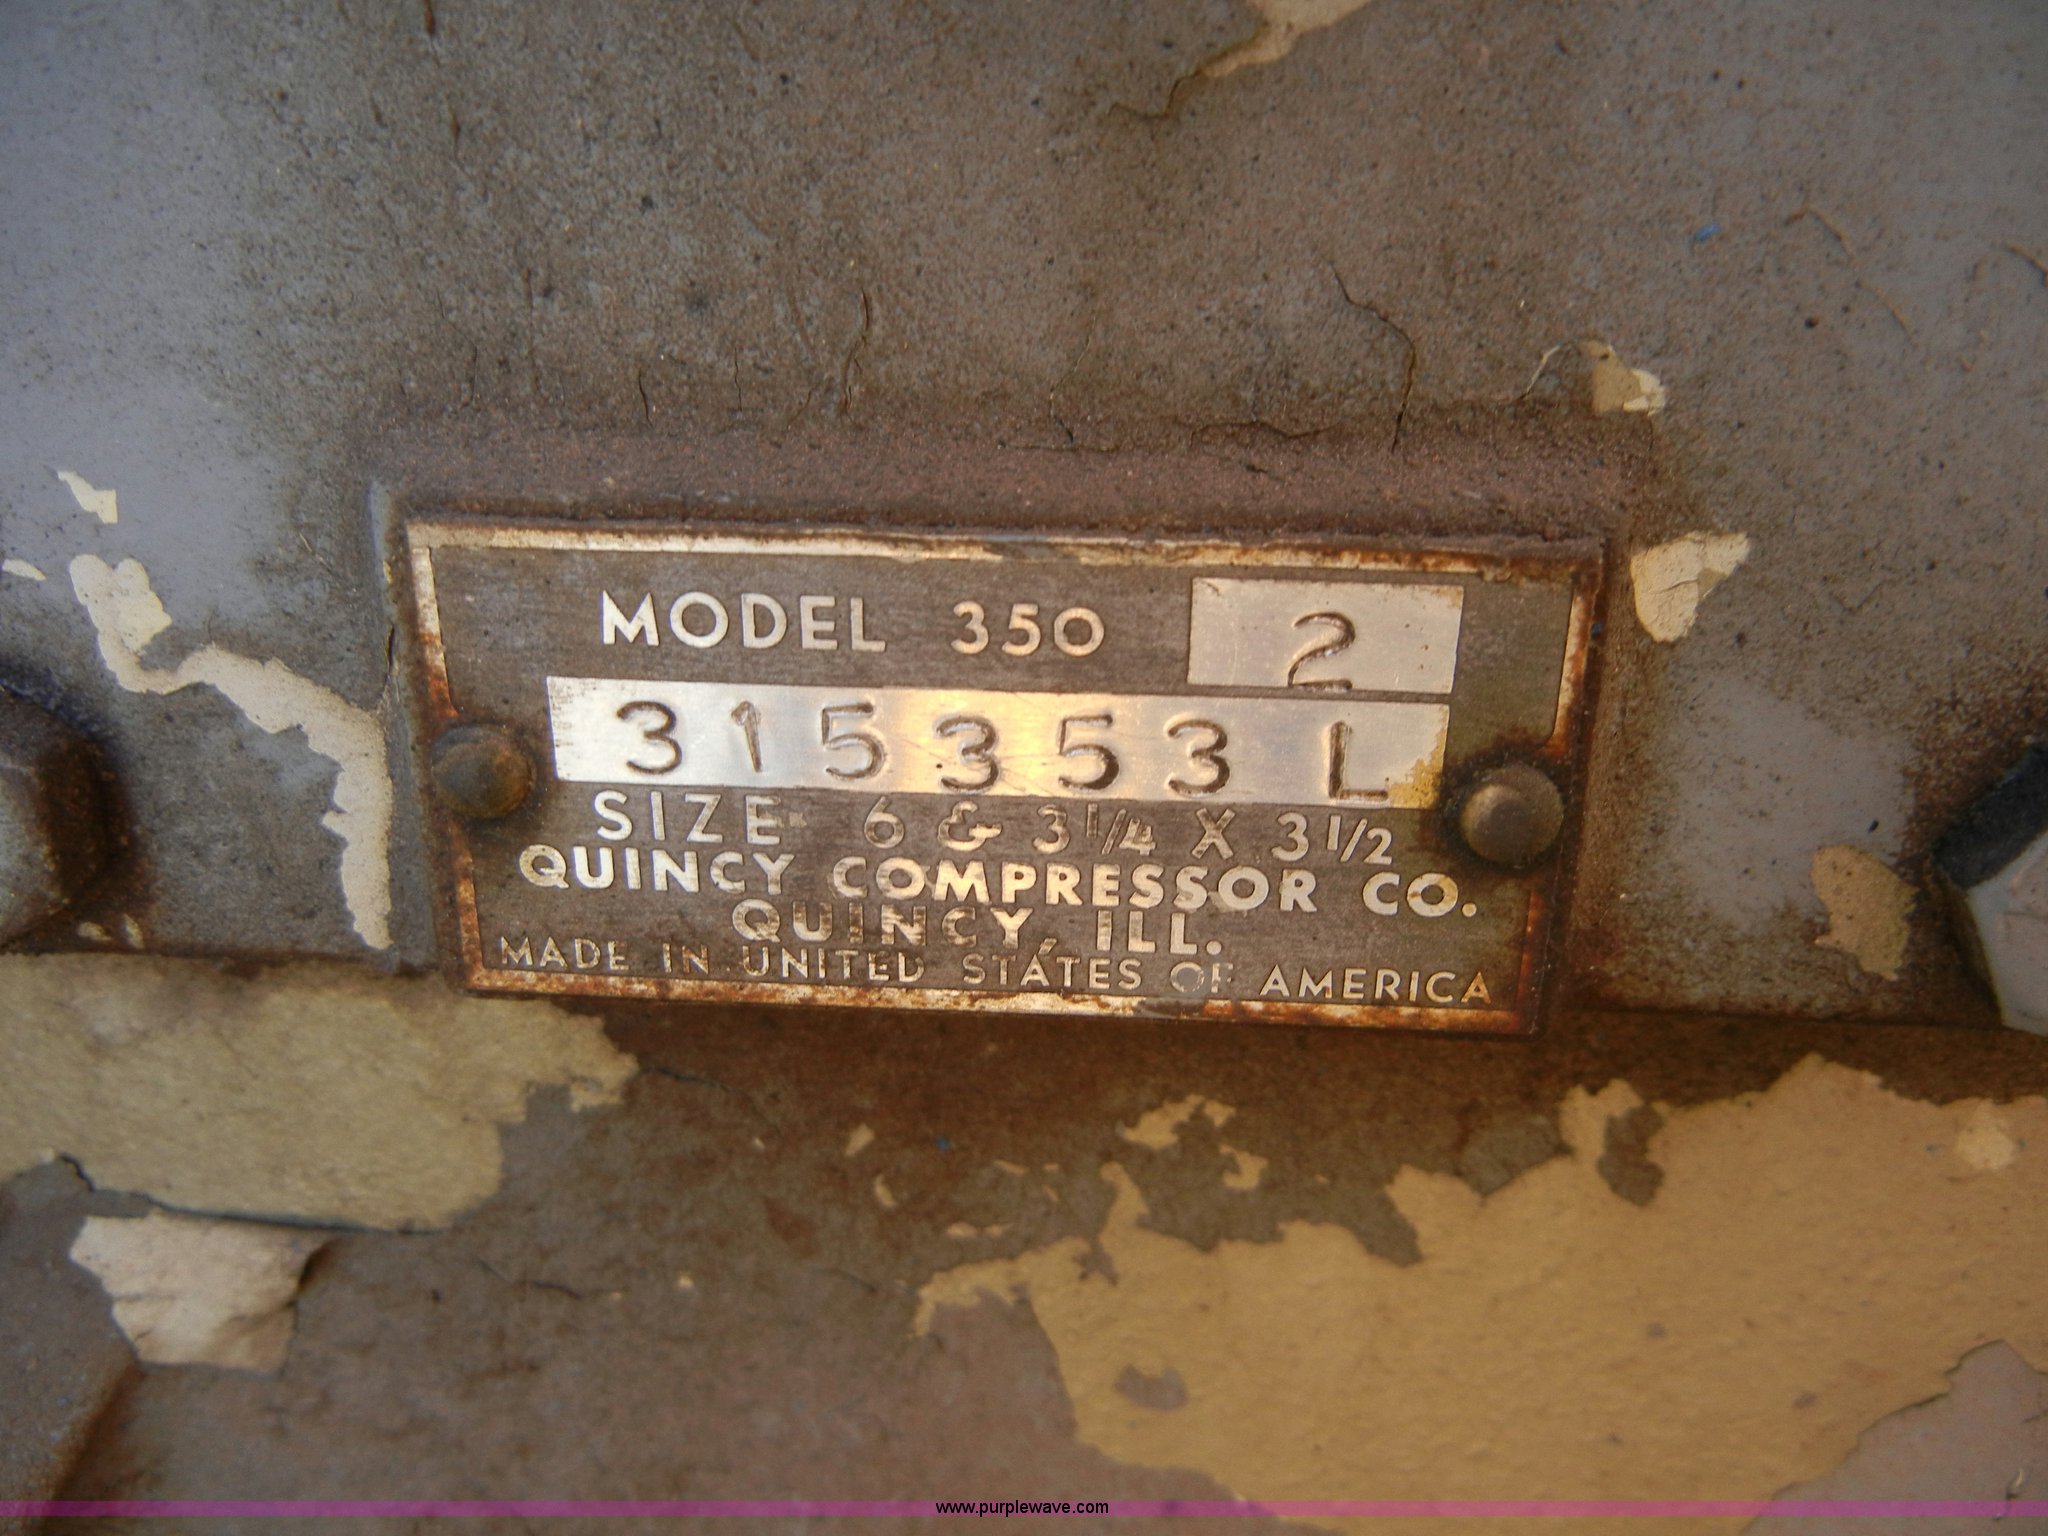 MODEL 350 2
315353 L
SIZE 6 & 3 1/4 X 3 1/2
QUINCY COMPRESSOR CO.
QUINCY, ILL.
MADE IN UNITED STATES OF AMERICA
www.purplewave.com